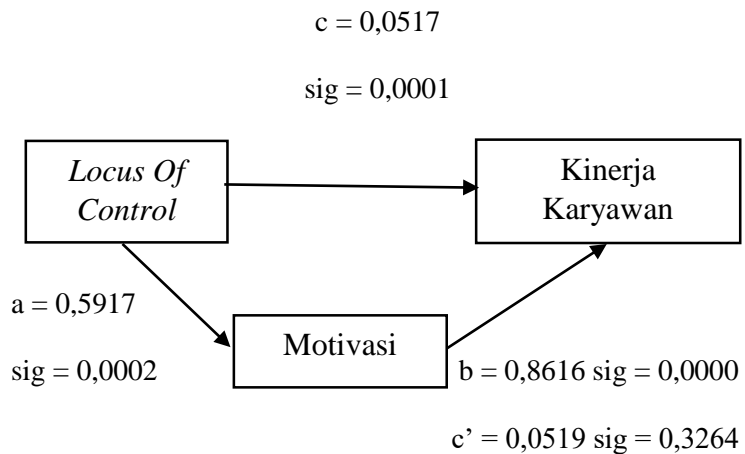 c = 0,0517
sig = 0,0001
Locus Of
Control
Kinerja
Karyawan
a = 0,5917
sig = 0,0002
Motivasi
b = 0,8616 sig = 0,0000
c’ = 0,0519 sig = 0,3264